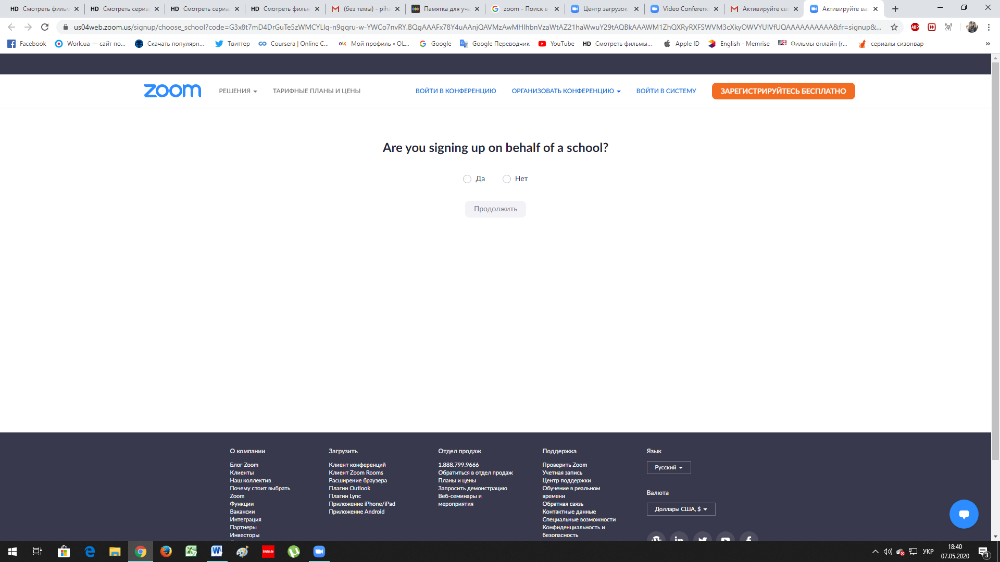 HD Смотреть филь HD Смотреть сериа HD Смотреть сериа HD Смотреть филь (без темы) - piha Памятка для уча zoom - Поиск в Центр загрузок Video Conferenc Активируйте св Активируйте ва
us04web.zoom.us/signup/choose_school?code=G3x8t7mD4DrGuTe5zWMCYLlq-n9gqru-w-YWCo7nvRY.BQgAAAFx78Y4uAAnjQAVMzAwMHIhbnVzaWtAZ21haWwuY29tAQBkAAAWM1ZhQXRyRXFSWVM3cXkyOWVYUlVfUQAAAAAAAAAA&fr=signup&... ABP
Facebook Work.ua — сайт по... Скачать популярн... Твиттер Coursera | Online C... Мой профиль • OL... Google Google Переводчик YouTube HD Смотреть фильмы... Apple ID English - Memrise Фильмы онлайн (г... сериалы сизонвар »
zoom РЕШЕНИЯ ТАРИФНЫЕ ПЛАНЫ И ЦЕНЫ ВОЙТИ В КОНФЕРЕНЦИЮ ОРГАНИЗОВАТЬ КОНФЕРЕНЦИЮ ВОЙТИ В СИСТЕМУ ЗАРЕГИСТРИРУЙТЕСЬ БЕСПЛАТНО
Are you signing up on behalf of a school?
Да Нет
Продолжить
О компании
Блог Zoom
Клиенты
Наш коллектив
Почему стоит выбрать
Zoom
Функции
Вакансии
Интеграция
Партнеры
Инвесторы
Загрузить
Клиент конференций
Клиент Zoom Rooms
Расширение браузера
Плагин Outlook
Плагин Lync
Приложение iPhone/iPad
Приложение Android
Отдел продаж
1.888.799.9666
Обратиться в отдел продаж
Планы и цены
Запросить демонстрацию
Веб-семинары и
мероприятия
Поддержка
Проверить Zoom
Учетная запись
Центр поддержки
Обучение в реальном
времени
Обратная связь
Контактные данные
Специальные возможности
Конфиденциальность и
безопасность
Язык
Русский
Валюта
Доллары США, $
УКР
18:40
07.05.2020
3